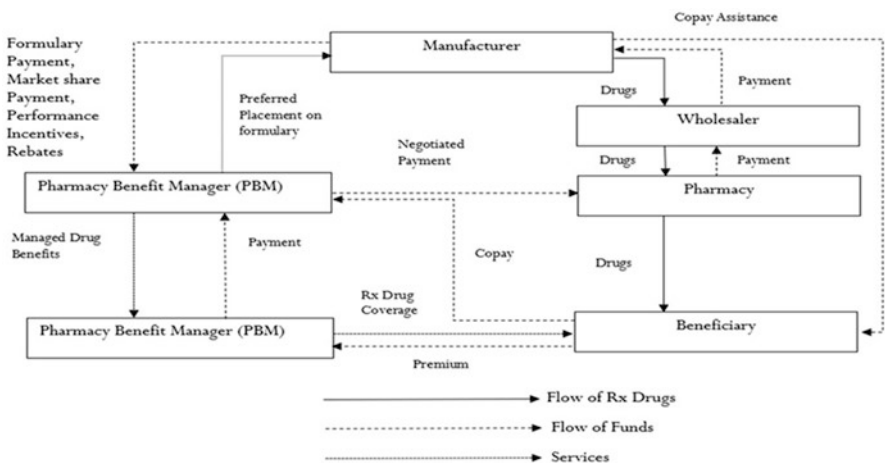 Copay Assistance
Formulary
Payment,
Market share
Payment,
Performance
Incentives,
Rebates
Manufacturer
Preferred
Placement on
formulary
Drugs
Payment
Wholesaler
Negotiated
Payment
Drugs
Payment
Pharmacy Benefit Manager (PBM)
Pharmacy
Managed Drug
Benefits
Payment
Copay
Drugs
Rx Drug
Coverage
Pharmacy Benefit Manager (PBM)
Beneficiary
Premium
Flow of Rx Drugs
Flow of Funds
Services